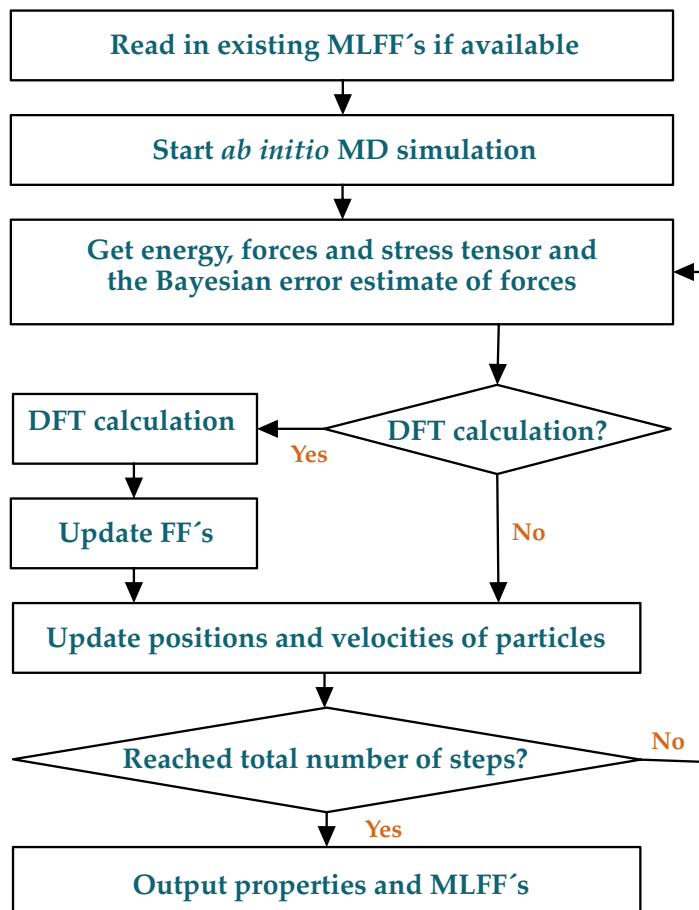 Read in existing MLFF´s if available
Start ab initio MD simulation
Get energy, forces and stress tensor and
the Bayesian error estimate of forces
DFT calculation
DFT calculation?
Yes
Update FF´s
No
Update positions and velocities of particles
Reached total number of steps?
No
Yes
Output properties and MLFF´s